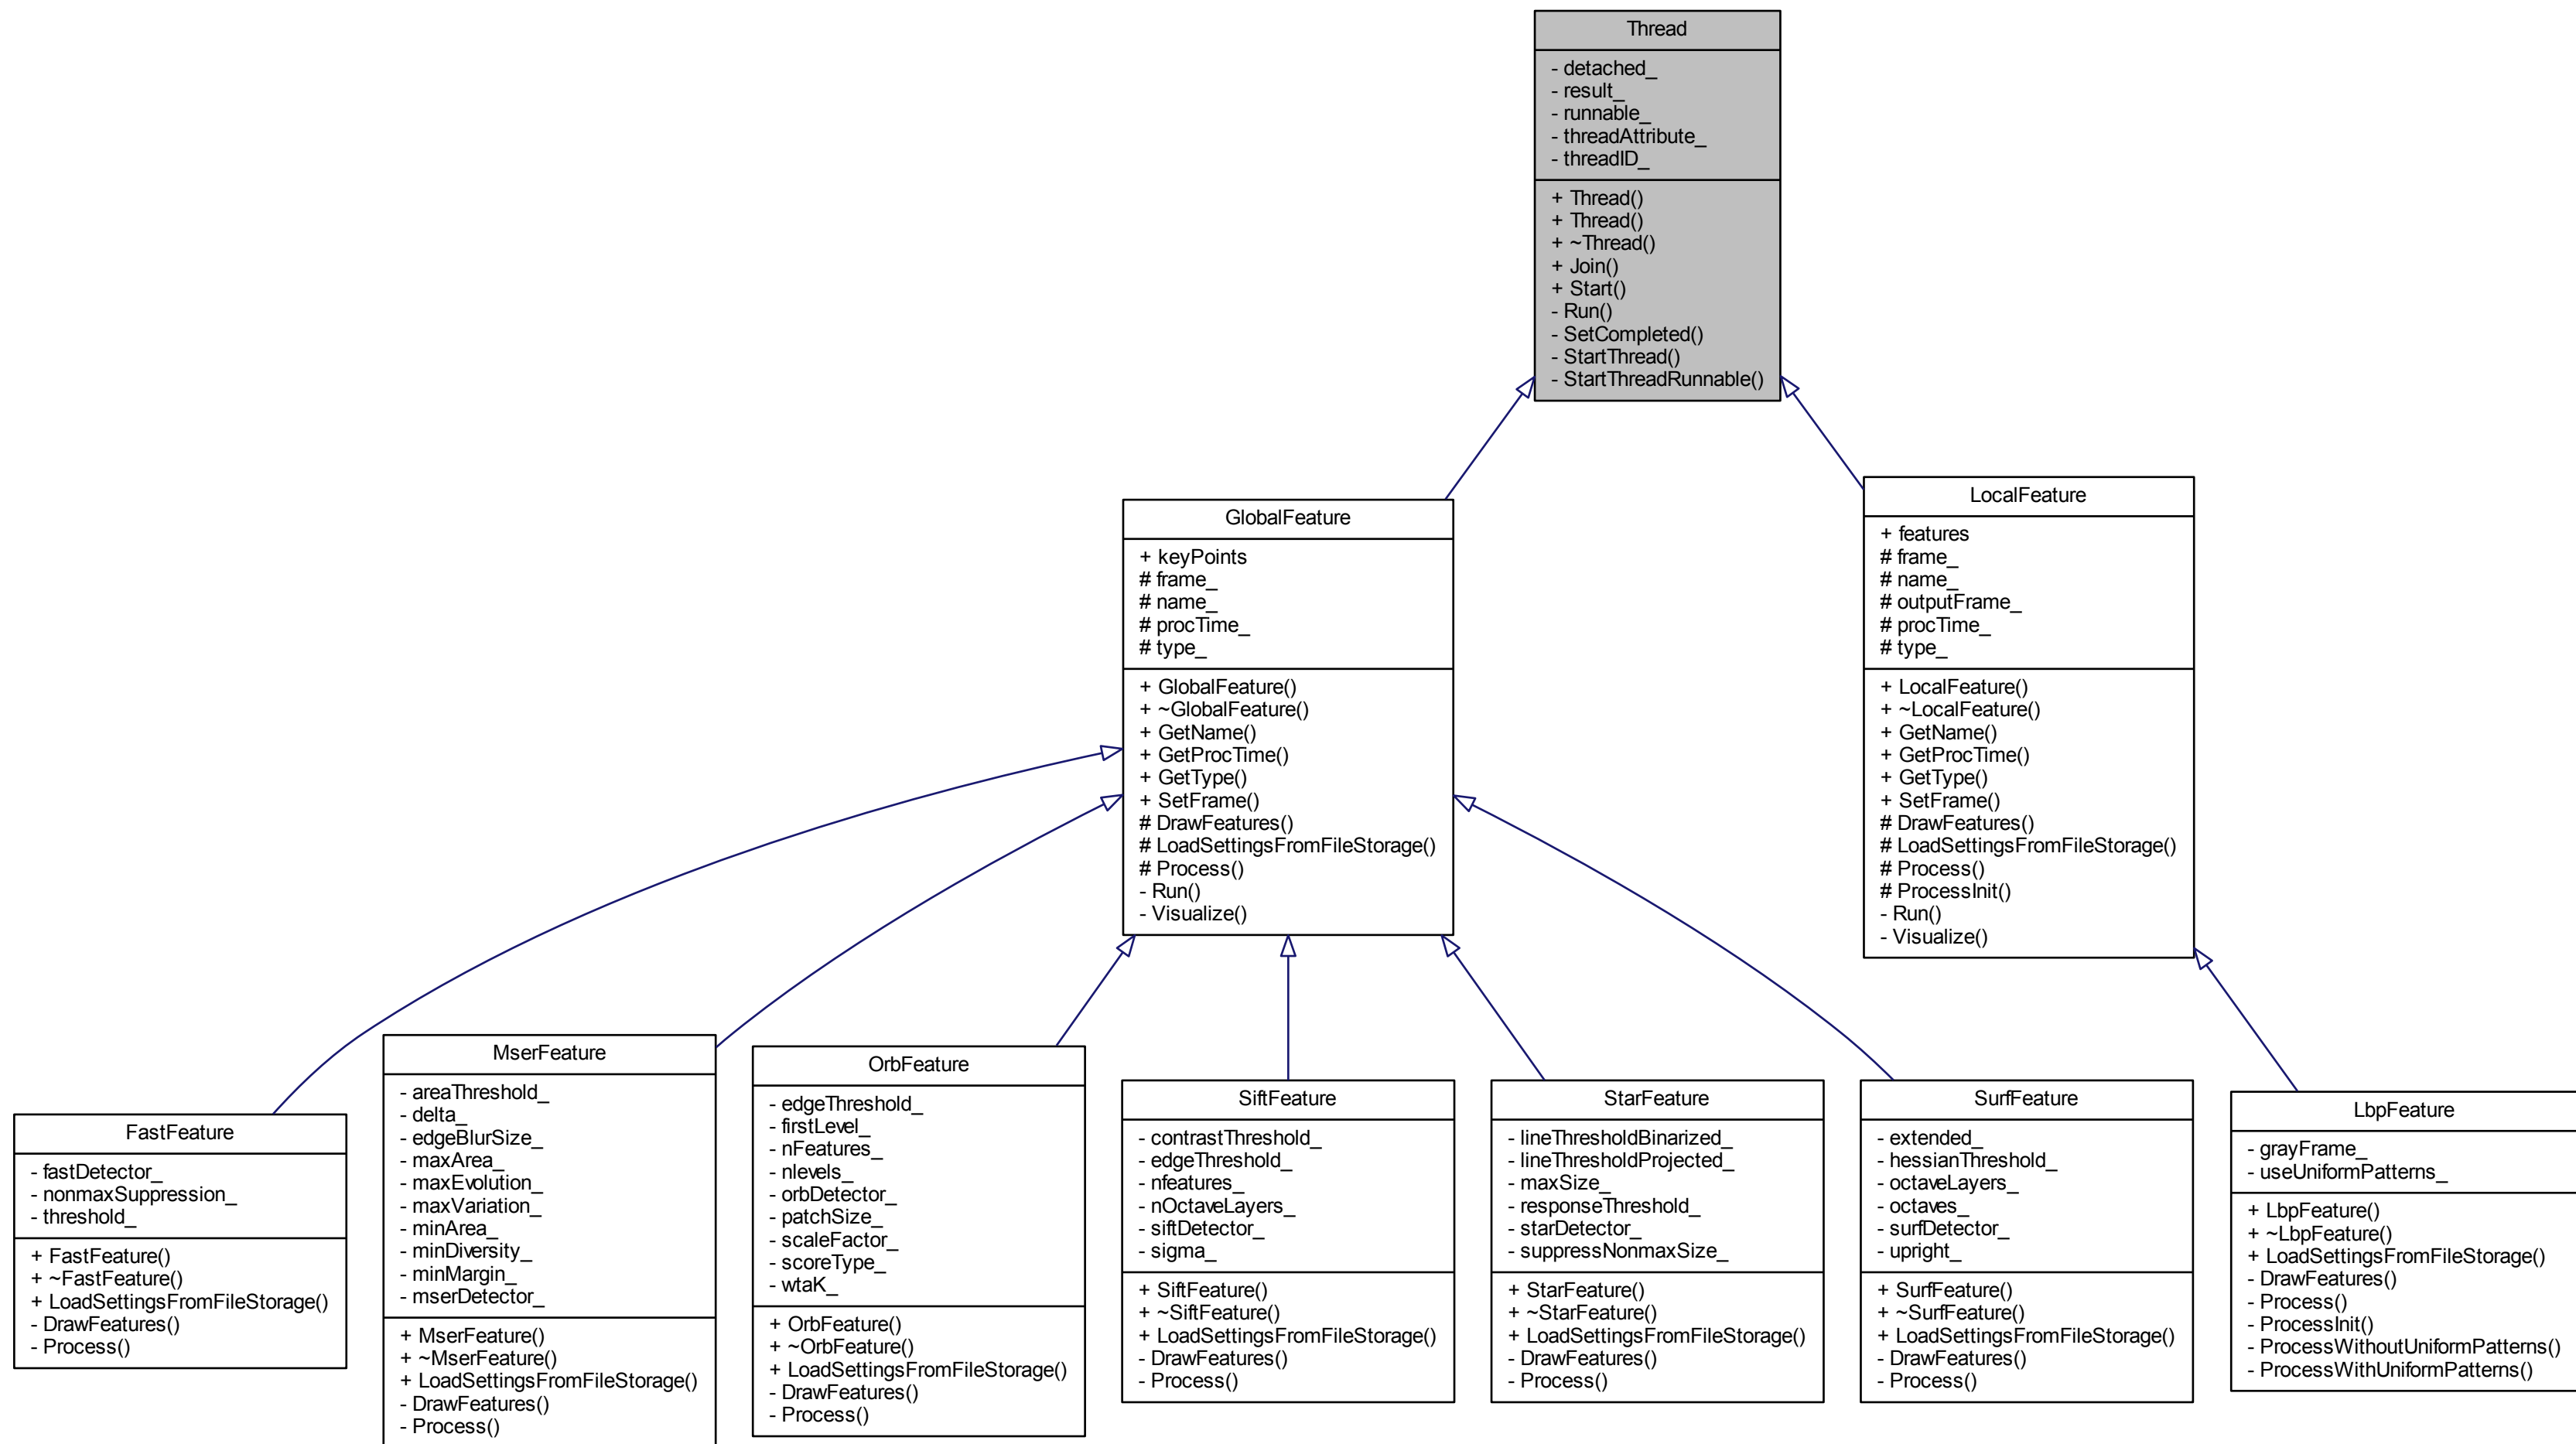 Thread
- detached_
- result_
- runnable_
- threadAttribute_
- threadID_
+ Thread()
+ Thread()
+ ~Thread()
+ Join()
+ Start()
- Run()
- SetCompleted()
- StartThread()
- StartThreadRunnable()
GlobalFeature
+ keyPoints
# frame_
# name_
# procTime_
# type_
+ GlobalFeature()
+ ~GlobalFeature()
+ GetName()
+ GetProcTime()
+ GetType()
+ SetFrame()
# DrawFeatures()
# LoadSettingsFromFileStorage()
# Process()
- Run()
- Visualize()
LocalFeature
+ features
# frame_
# name_
# outputFrame_
# procTime_
# type_
+ LocalFeature()
+ ~LocalFeature()
+ GetName()
+ GetProcTime()
+ GetType()
+ SetFrame()
# DrawFeatures()
# LoadSettingsFromFileStorage()
# Process()
# ProcessInit()
- Run()
- Visualize()
FastFeature
- fastDetector_
- nonmaxSuppression_
- threshold_
+ FastFeature()
+ ~FastFeature()
+ LoadSettingsFromFileStorage()
- DrawFeatures()
- Process()
MserFeature
- areaThreshold_
- delta_
- edgeBlurSize_
- maxArea_
- maxEvolution_
- maxVariation_
- minArea_
- minDiversity_
- minMargin_
- mserDetector_
+ MserFeature()
+ ~MserFeature()
+ LoadSettingsFromFileStorage()
- DrawFeatures()
- Process()
OrbFeature
- edgeThreshold_
- firstLevel_
- nFeatures_
- nlevels_
- orbDetector_
- patchSize_
- scaleFactor_
- scoreType_
- wtaK_
+ OrbFeature()
+ ~OrbFeature()
+ LoadSettingsFromFileStorage()
- DrawFeatures()
- Process()
SiftFeature
- contrastThreshold_
- edgeThreshold_
- nfeatures_
- nOctaveLayers_
- siftDetector_
- sigma_
+ SiftFeature()
+ ~SiftFeature()
+ LoadSettingsFromFileStorage()
- DrawFeatures()
- Process()
StarFeature
- lineThresholdBinarized_
- lineThresholdProjected_
- maxSize_
- responseThreshold_
- starDetector_
- suppressNonmaxSize_
+ StarFeature()
+ ~StarFeature()
+ LoadSettingsFromFileStorage()
- DrawFeatures()
- Process()
SurfFeature
- extended_
- hessianThreshold_
- octaveLayers_
- octaves_
- surfDetector_
- upright_
+ SurfFeature()
+ ~SurfFeature()
+ LoadSettingsFromFileStorage()
- DrawFeatures()
- Process()
LbpFeature
- grayFrame_
- useUniformPatterns_
+ LbpFeature()
+ ~LbpFeature()
+ LoadSettingsFromFileStorage()
- DrawFeatures()
- Process()
- ProcessInit()
- ProcessWithoutUniformPatterns()
- ProcessWithUniformPatterns()